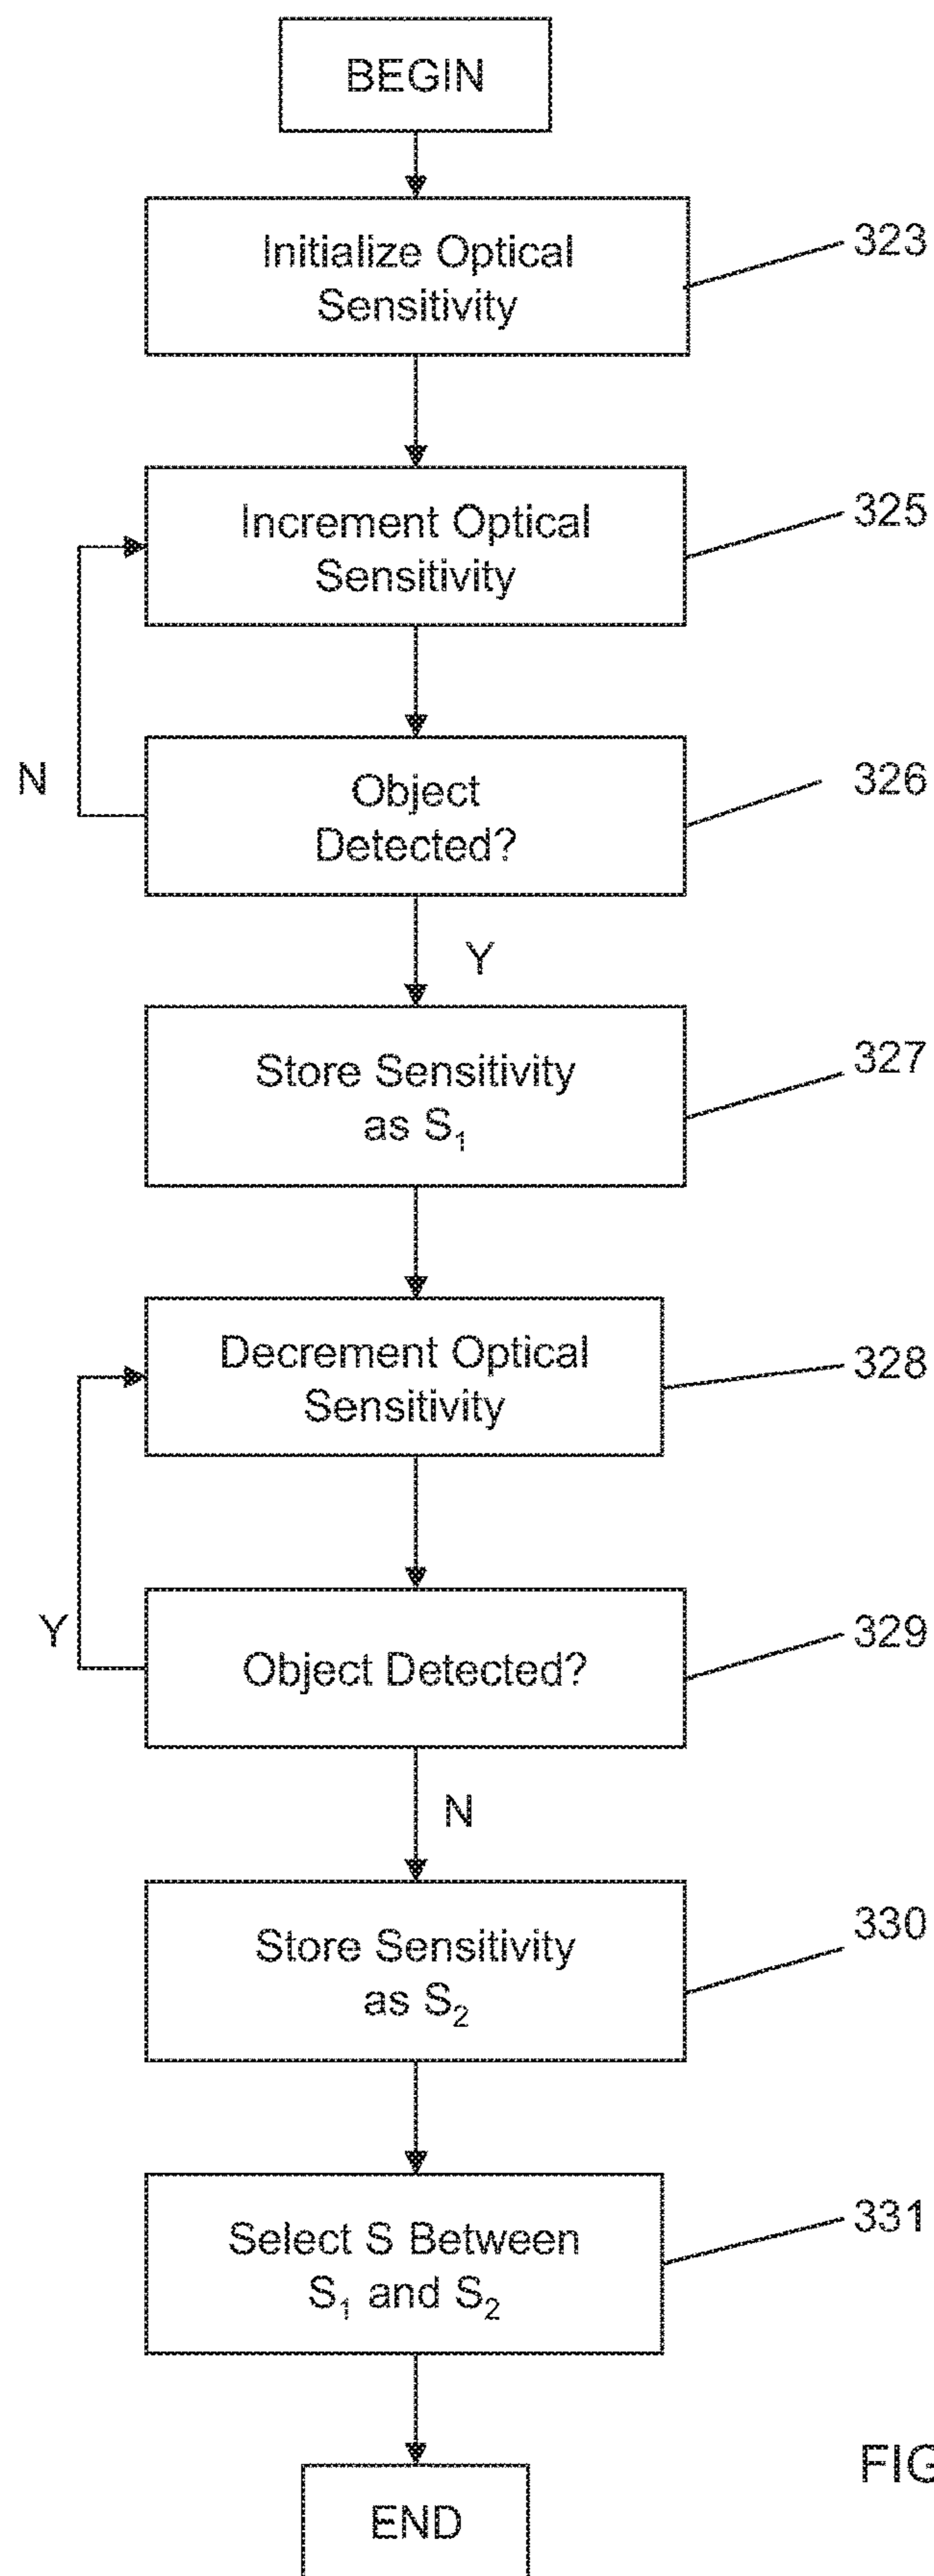 BEGIN
Initialize Optical
Sensitivity
323
Increment Optical
Sensitivity
325
N
Object
Detected?
326
Y
Store Sensitivity
as S₁
327
Decrement Optical
Sensitivity
328
Y
Object Detected?
329
N
Store Sensitivity
as S₂
330
Select S Between
S₁ and S₂
331
END
FIG